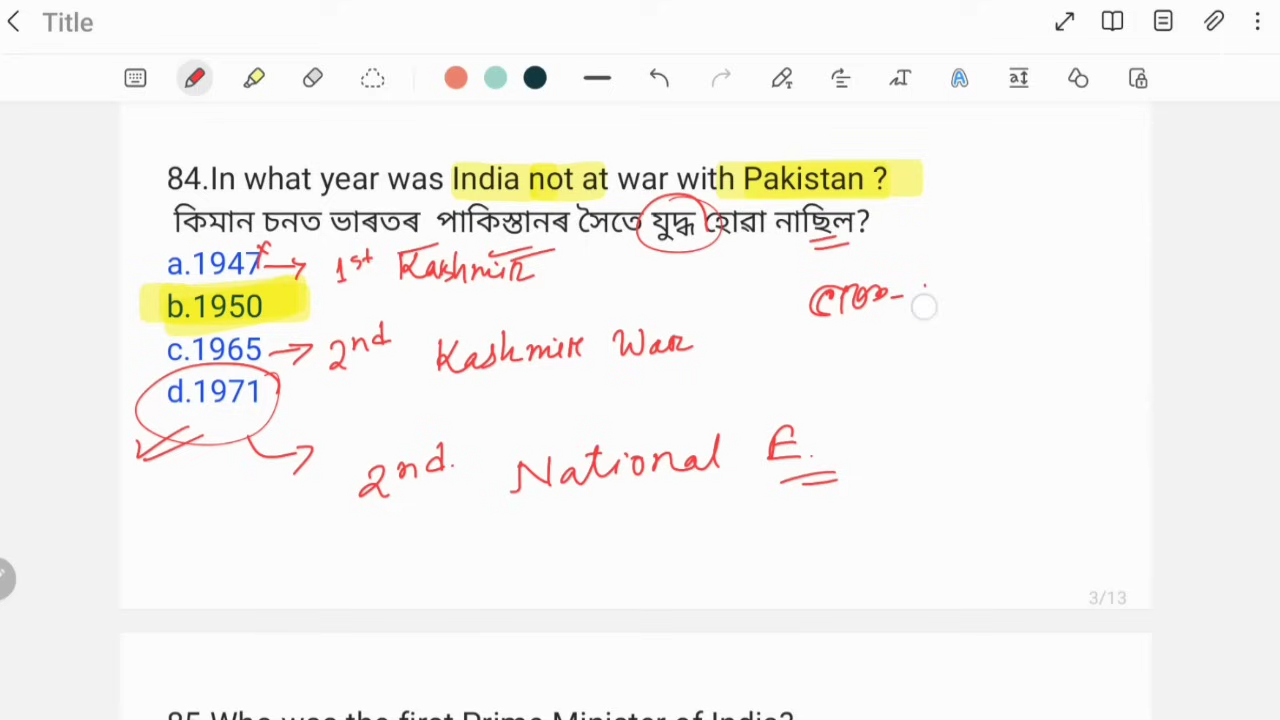 Title
84.In what year was India not at war with Pakistan ?
কিমান চনত ভাৰতৰ পাকিস্তানৰ সৈতে যুদ্ধ হোৱা নাছিল?
a.1947 x → 1st Kashmir
b.1950
c.1965 → 2nd Kashmir War
d.1971
2nd. National E.
3/13
85.Who was the first Prime Minister of India?